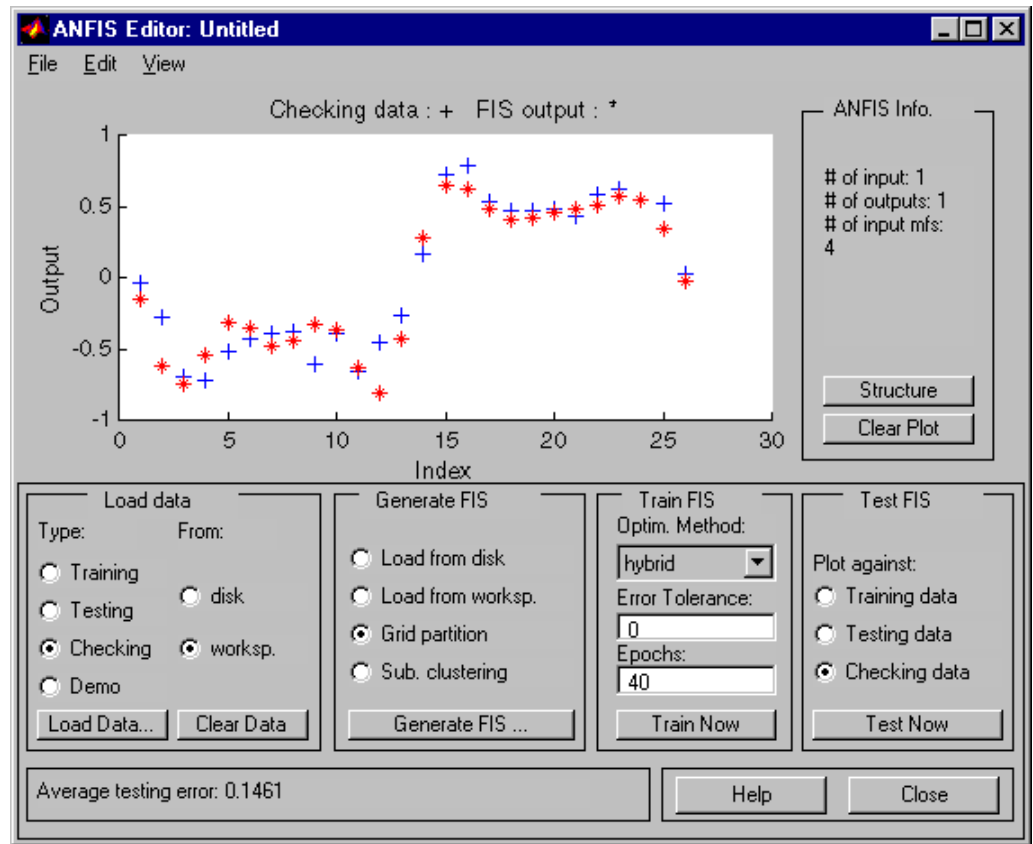 ANFIS Editor: Untitled
File Edit View
Checking data : + FIS output : *
1
0.5
0
-0.5
-1
Output
0 5 10 15 20 25 30
Index
ANFIS Info.
# of input: 1
# of outputs: 1
# of input mfs:
4
Structure
Clear Plot
Load data
Type: From:
Training
Testing
Checking
Demo
disk
worksp.
Load Data... Clear Data
Generate FIS
Load from disk
Load from worksp.
Grid partition
Sub. clustering
Generate FIS ...
Train FIS
Optim. Method:
hybrid
Error Tolerance:
0
Epochs:
40
Train Now
Test FIS
Plot against:
Training data
Testing data
Checking data
Test Now
Average testing error: 0.1461
Help Close